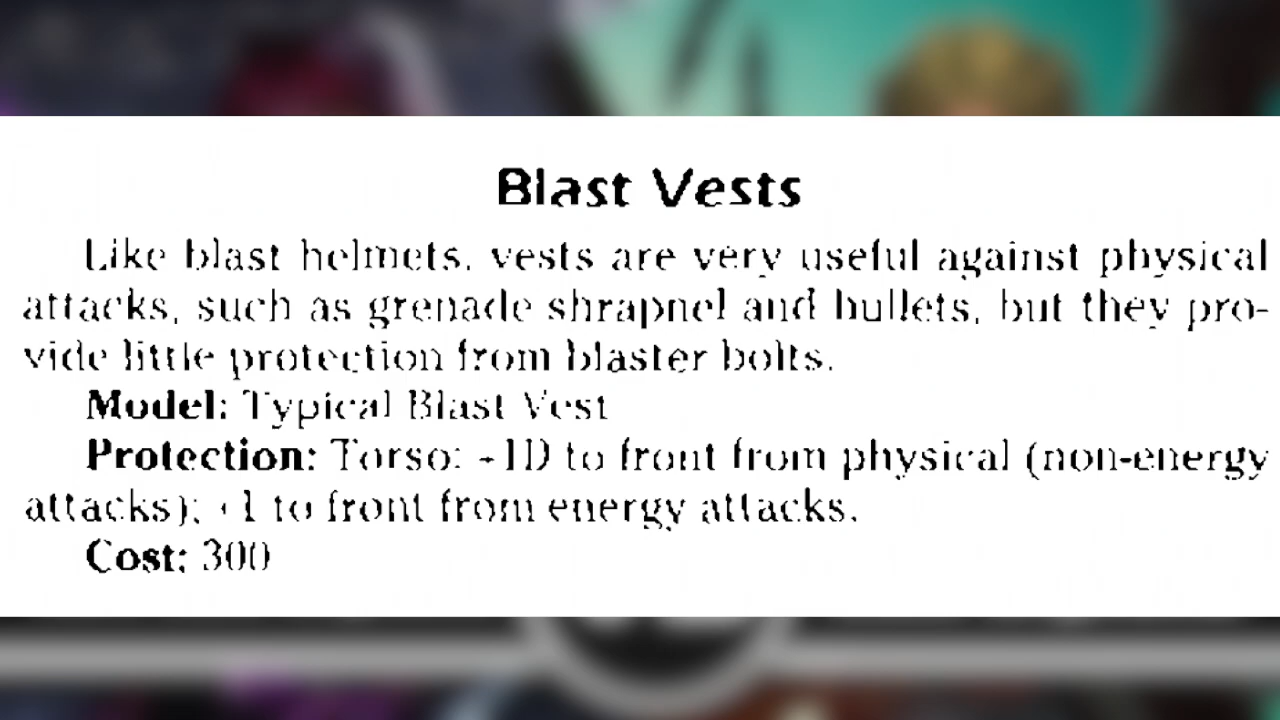 Blast Vests
Like blast helmets, vests are very useful against physical
attacks, such as grenade shrapnel and bullets, but they pro-
vide little protection from blaster bolts.
Model: Typical Blast Vest
Protection: Torso: +1D to front from physical (non-energy
attacks); +1 to front from energy attacks.
Cost: 300